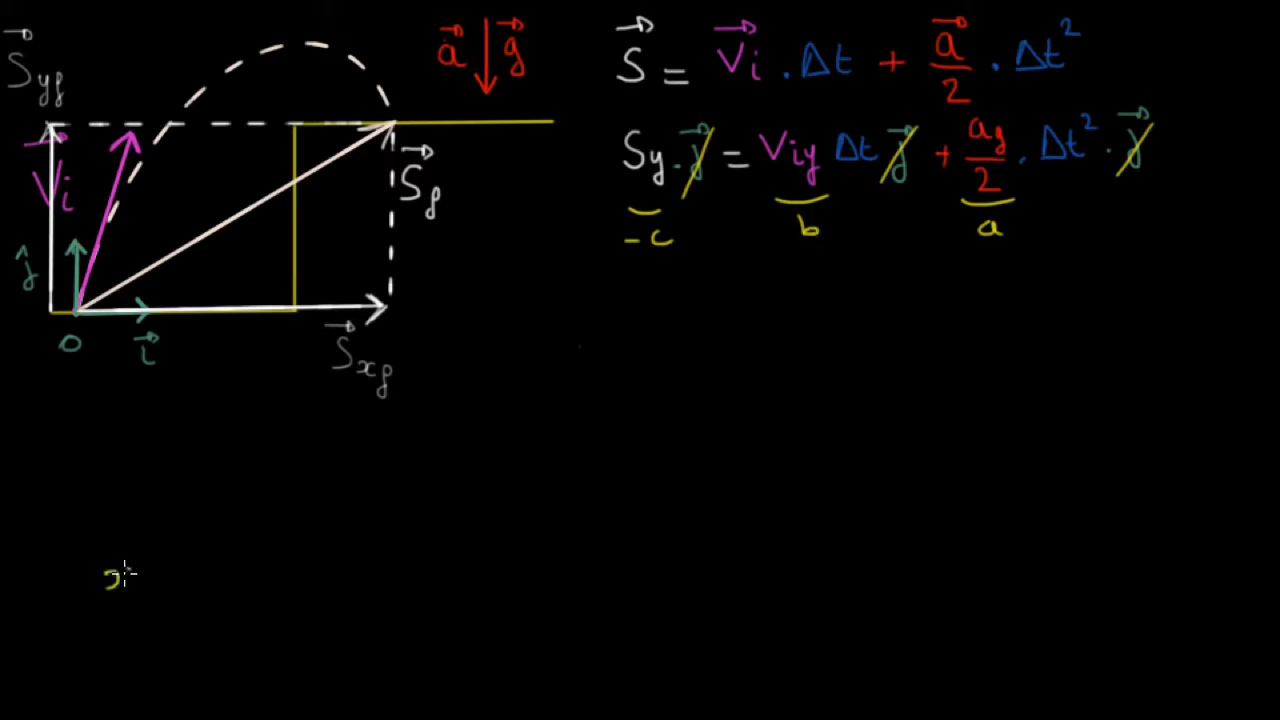 S⃗ = V⃗i . Δt + a⃗/2 . Δt²
Sy . j⃗ = Viy Δt j⃗ + ag/2 . Δt² . j⃗
-c b a
S⃗yf
a⃗ g⃗
V⃗i
S⃗f
ĵ
O i⃗
S⃗xf